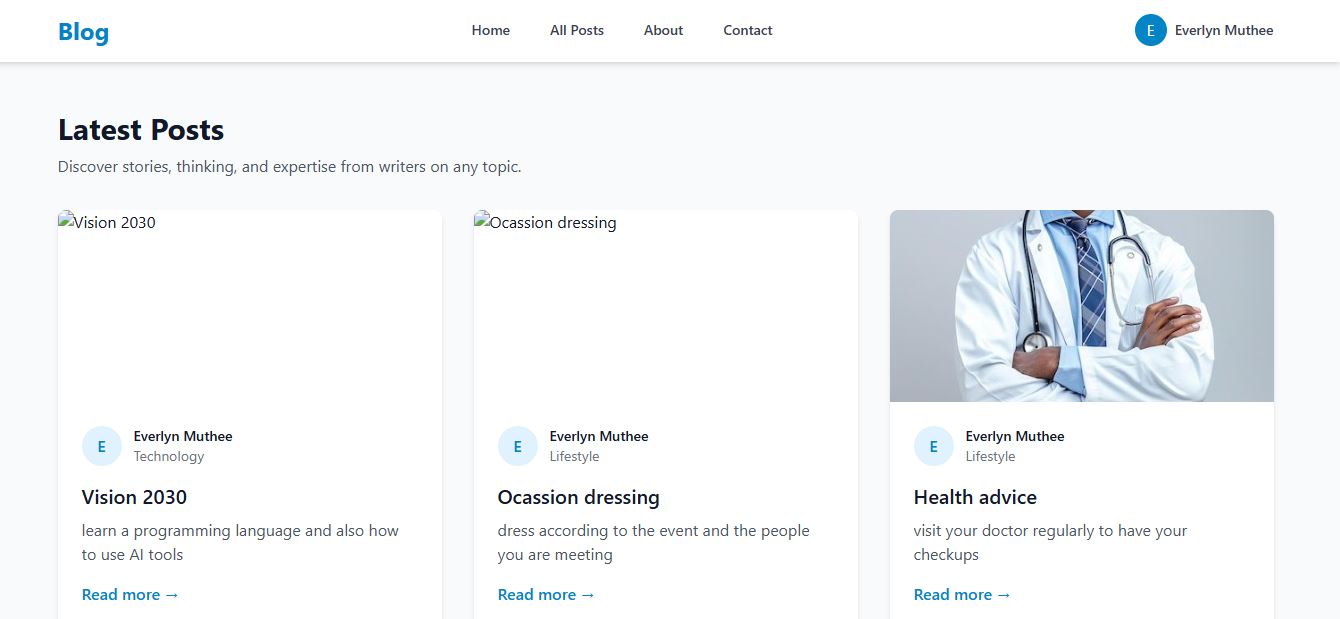 Blog
Home
All Posts
About
Contact
E
Everlyn Muthee
Latest Posts
Discover stories, thinking, and expertise from writers on any topic.
Vision 2030
E
Everlyn Muthee
Technology
Vision 2030
learn a programming language and also how
to use AI tools
Read more →
Ocassion dressing
E
Everlyn Muthee
Lifestyle
Ocassion dressing
dress according to the event and the people
you are meeting
Read more →
E
Everlyn Muthee
Lifestyle
Health advice
visit your doctor regularly to have your
checkups
Read more →